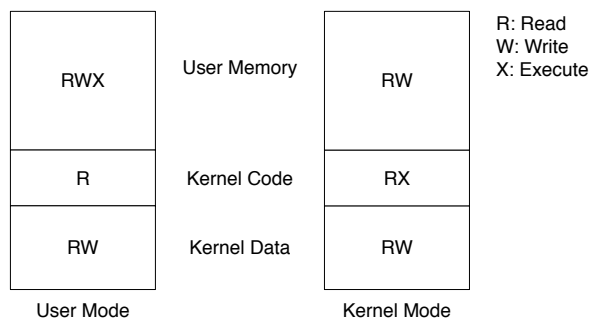 R: Read
W: Write
X: Execute
RWX User Memory RW
R Kernel Code RX
RW Kernel Data RW
User Mode Kernel Mode